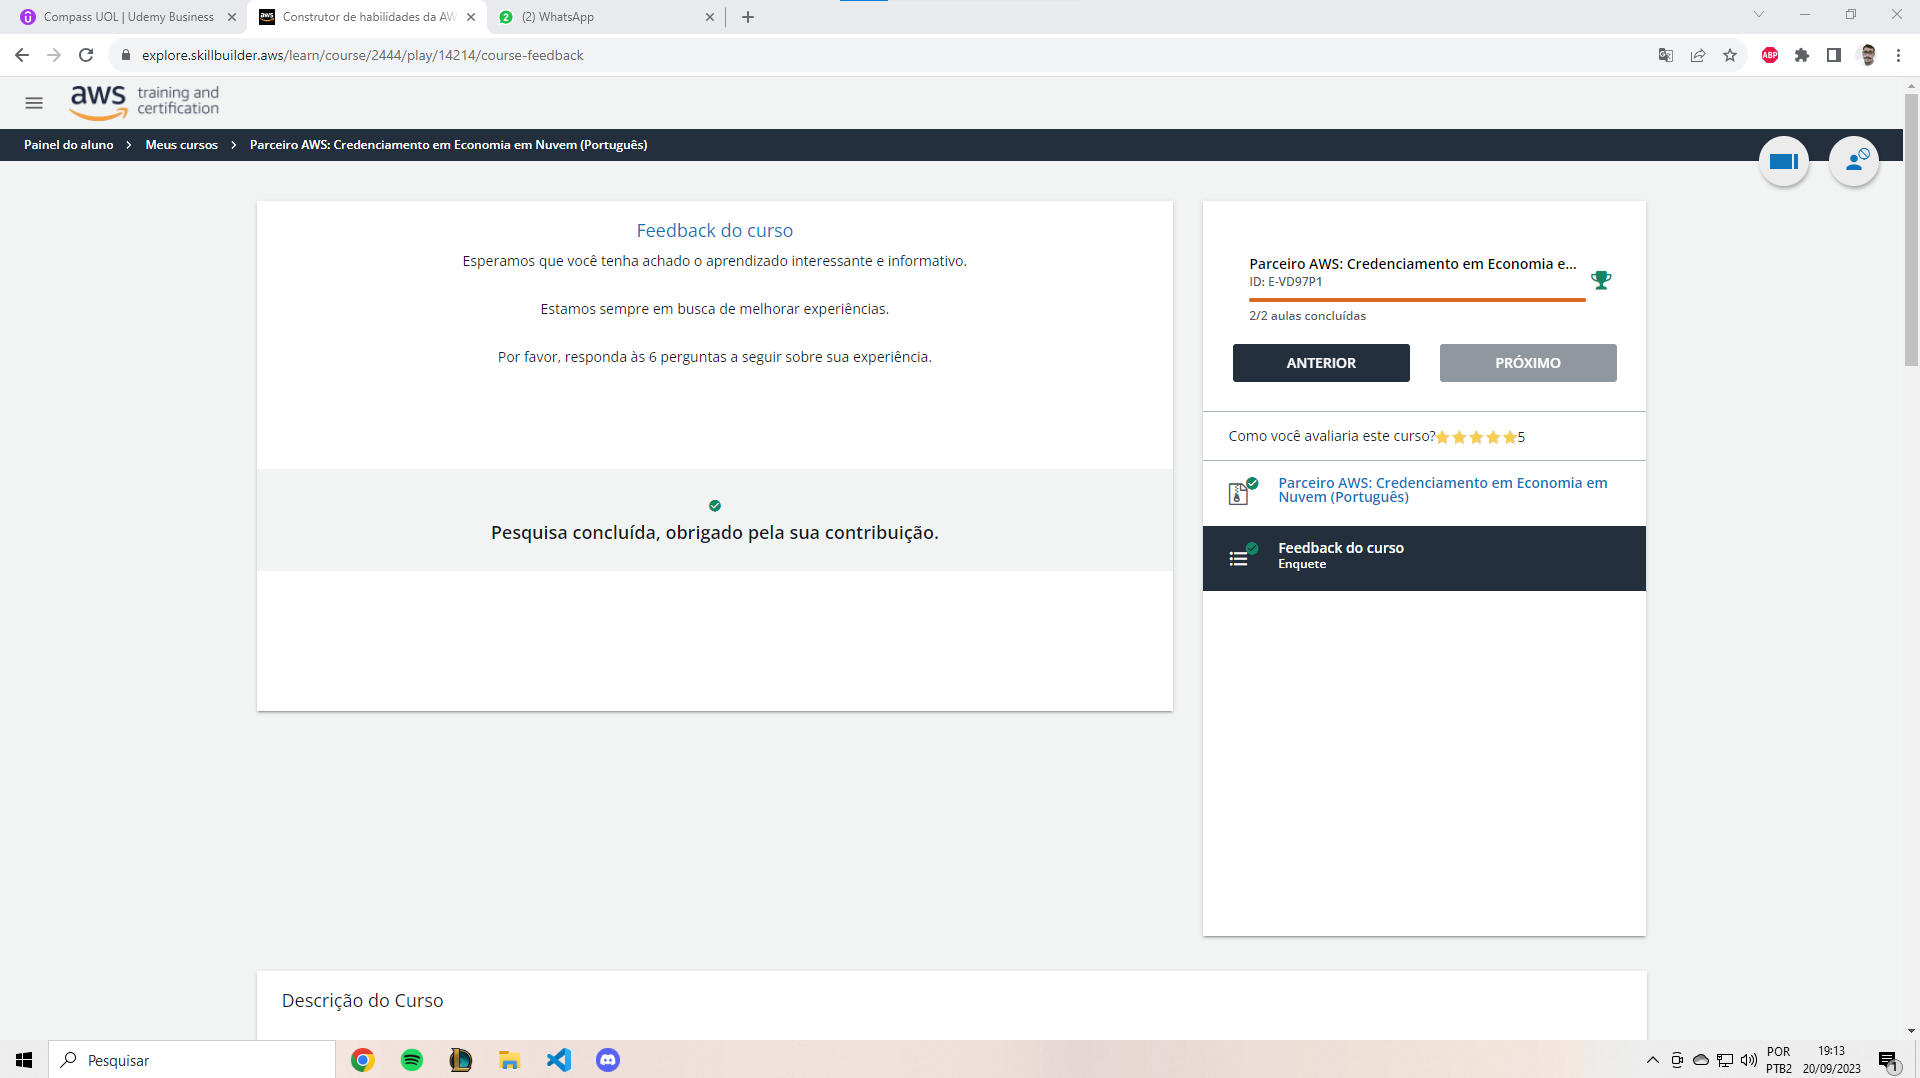 Compass UOL | Udemy Business
Construtor de habilidades da AW
(2) WhatsApp
explore.skillbuilder.aws/learn/course/2444/play/14214/course-feedback
ABP
aws training and certification
Painel do aluno > Meus cursos > Parceiro AWS: Credenciamento em Economia em Nuvem (Português)
Feedback do curso
Esperamos que você tenha achado o aprendizado interessante e informativo.
Estamos sempre em busca de melhorar experiências.
Por favor, responda às 6 perguntas a seguir sobre sua experiência.
Pesquisa concluída, obrigado pela sua contribuição.
Parceiro AWS: Credenciamento em Economia e...
ID: E-VD97P1
2/2 aulas concluídas
ANTERIOR
PRÓXIMO
Como você avaliaria este curso? 5
Parceiro AWS: Credenciamento em Economia em
Nuvem (Português)
Feedback do curso
Enquete
Descrição do Curso
Pesquisar
POR
PTB2
19:13
20/09/2023
1